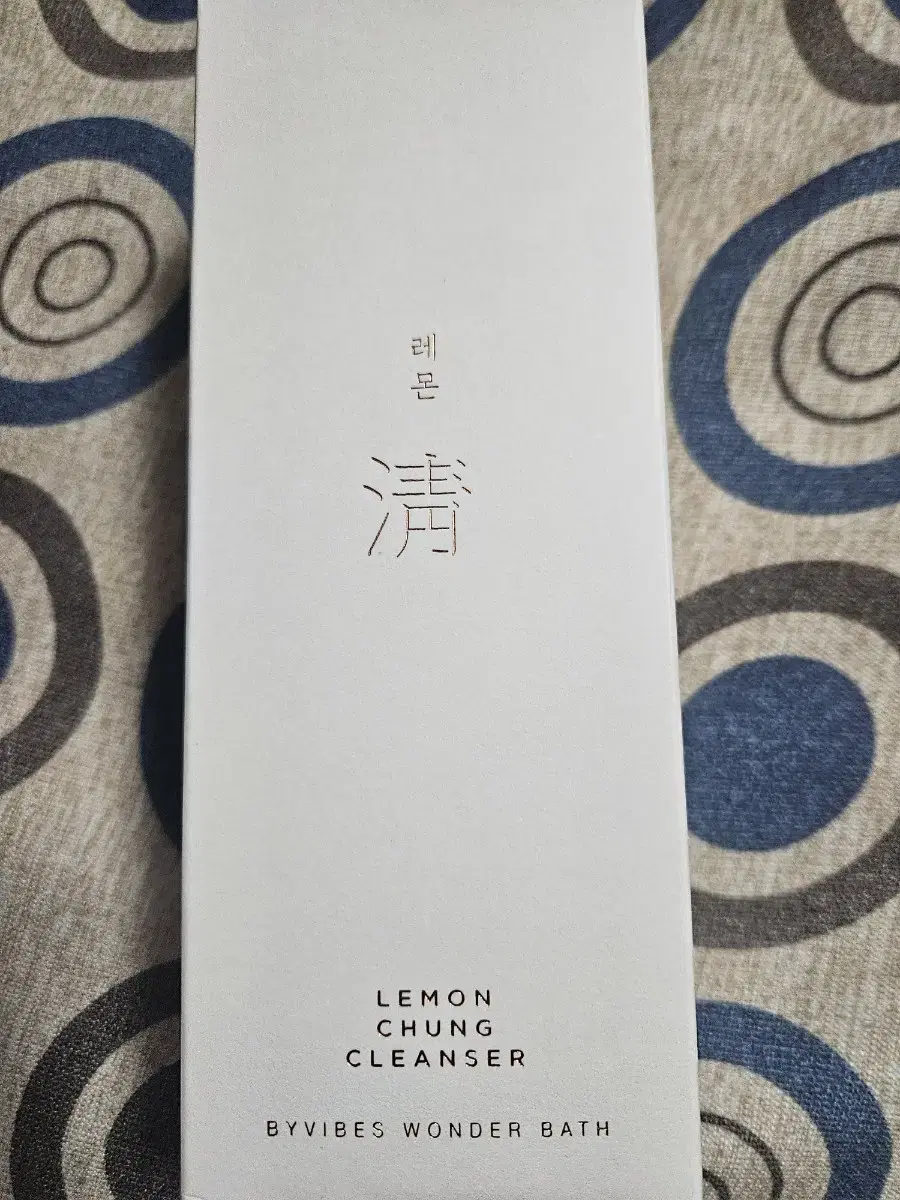 레
몬
淸
LEMON
CHUNG
CLEANSER
BYVIBES WONDER BATH